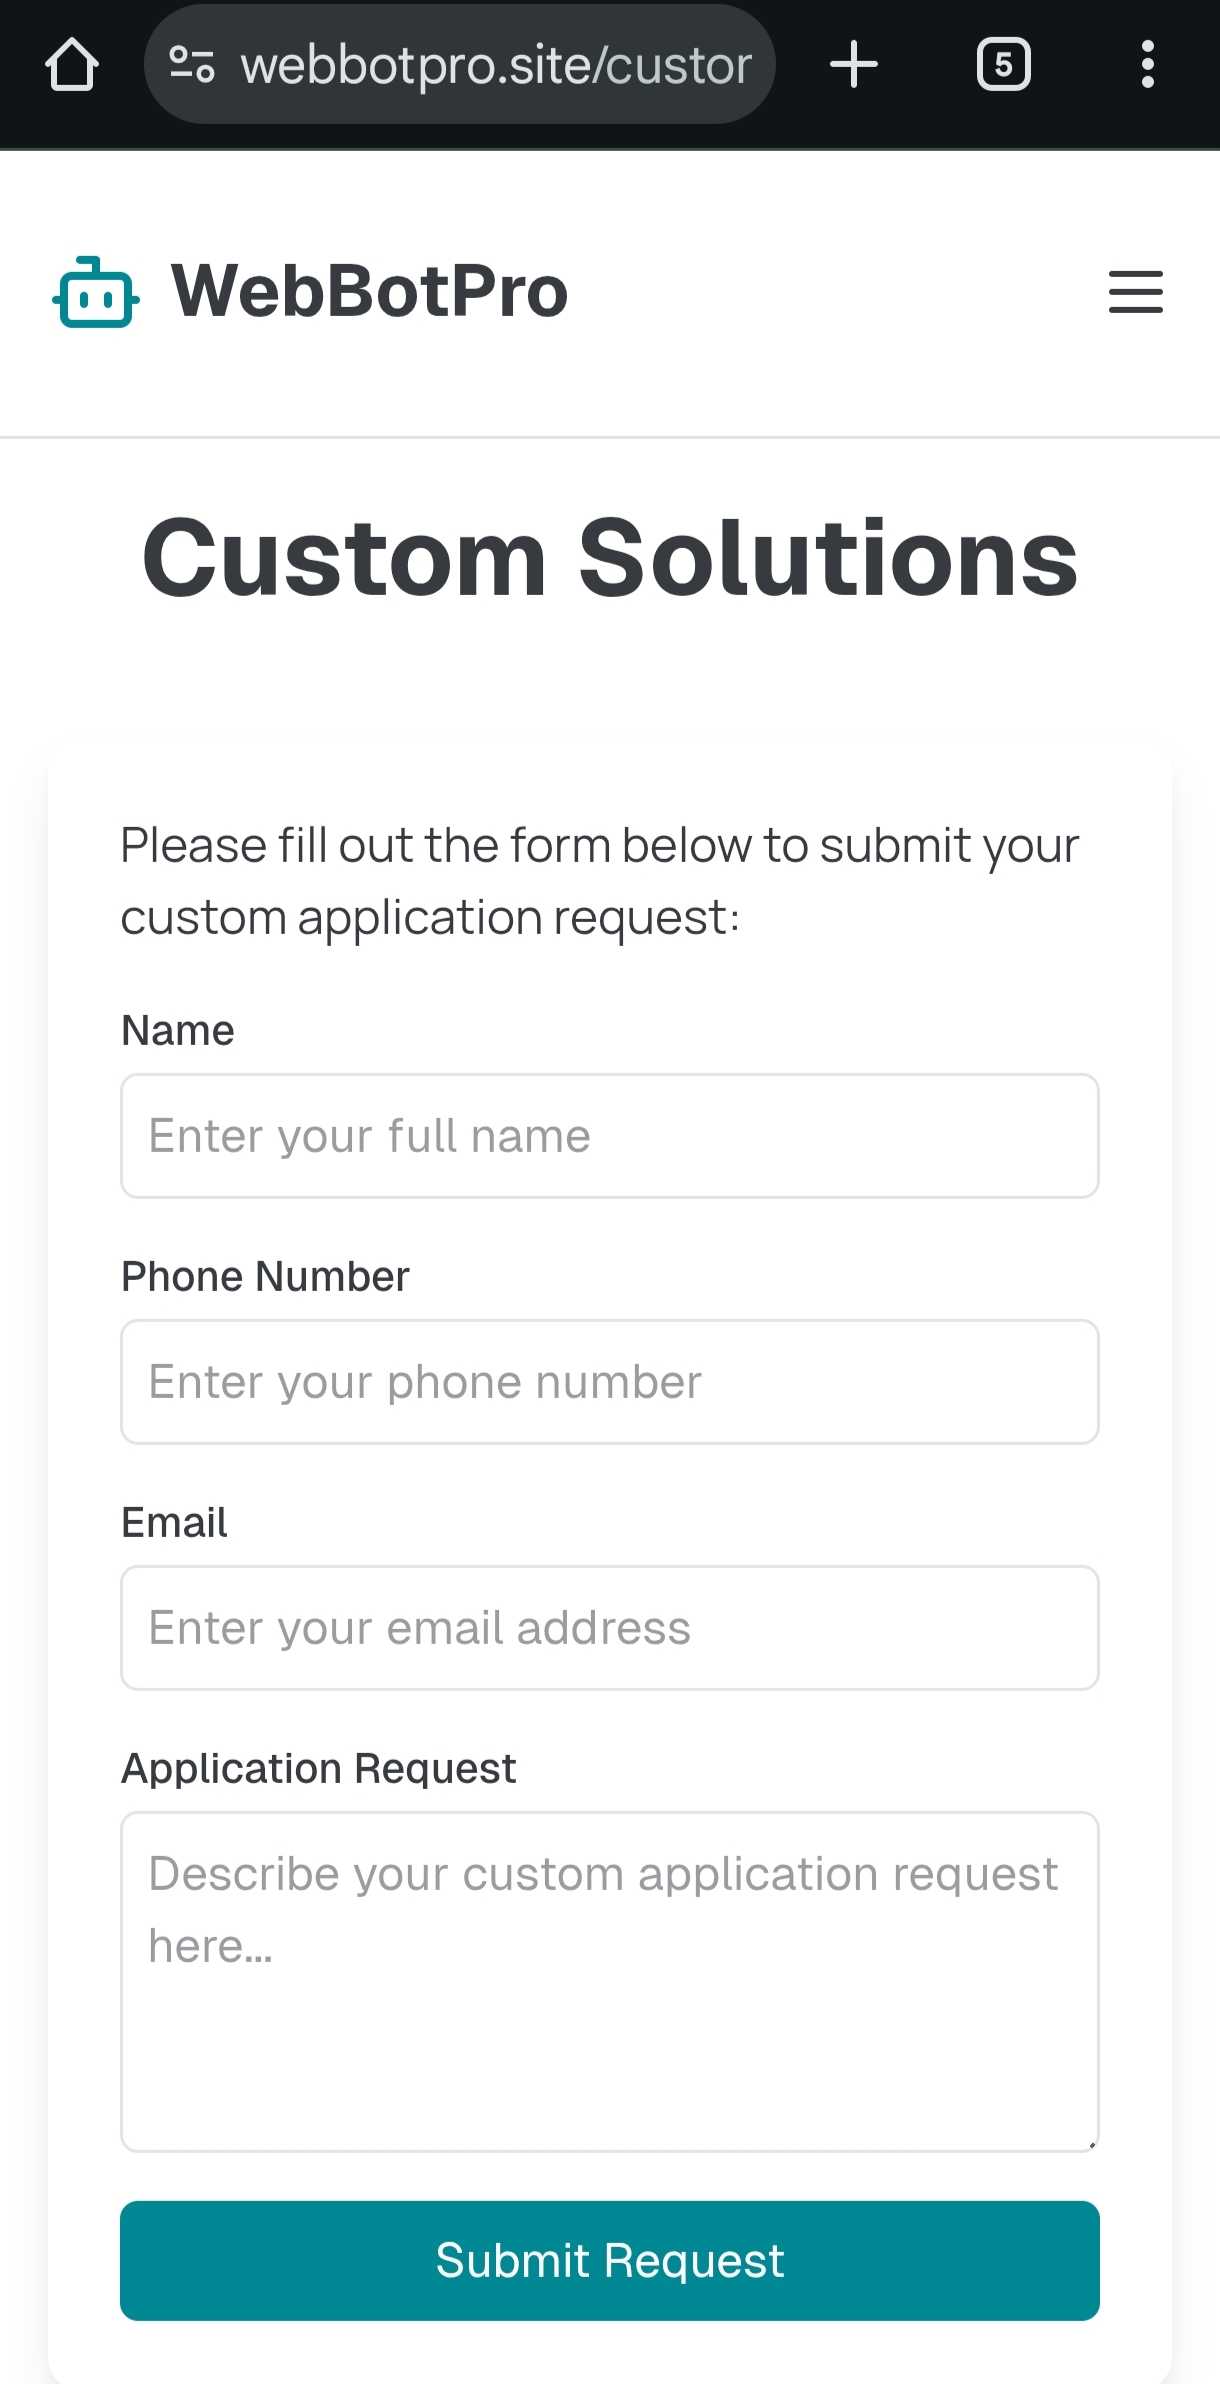 webbotpro.site/custor
5
WebBotPro
Custom Solutions
Please fill out the form below to submit your
custom application request:
Name
Enter your full name
Phone Number
Enter your phone number
Email
Enter your email address
Application Request
Describe your custom application request
here...
Submit Request